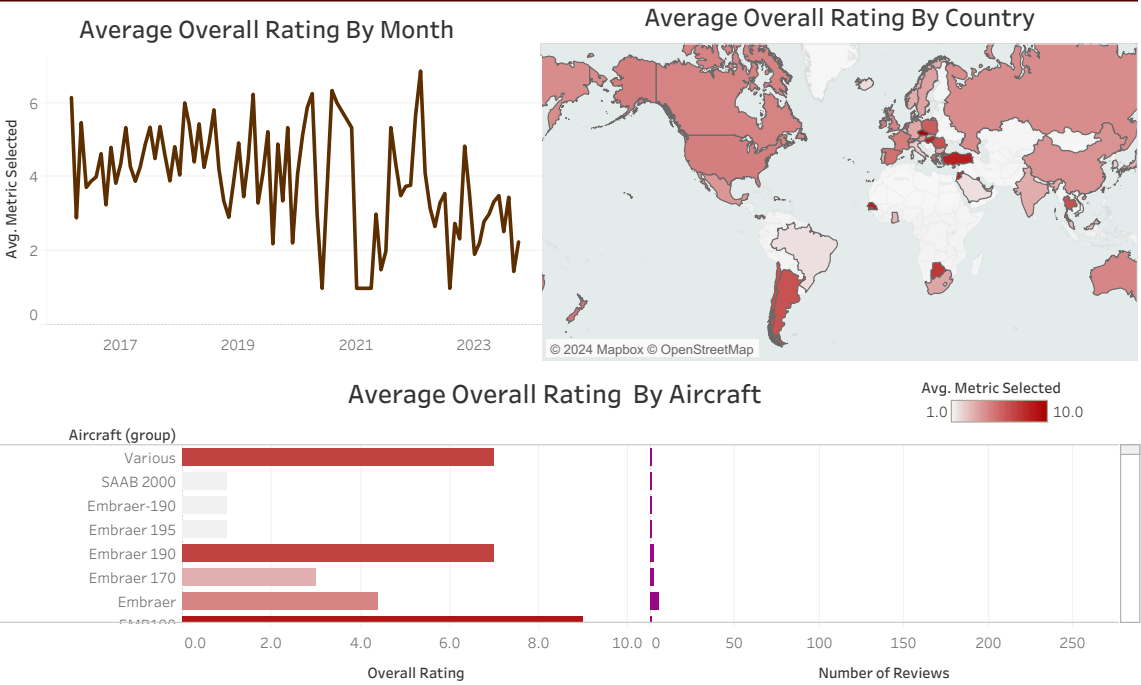 Average Overall Rating By Month
Average Overall Rating By Country
Avg. Metric Selected
6
4
2
0
2017 2019 2021 2023
© 2024 Mapbox © OpenStreetMap
Average Overall Rating By Aircraft
Avg. Metric Selected
1.0 10.0
Aircraft (group)
Various
SAAB 2000
Embraer-190
Embraer 195
Embraer 190
Embraer 170
Embraer
0.0 2.0 4.0 6.0 8.0 10.0 0 50 100 150 200 250
Overall Rating Number of Reviews